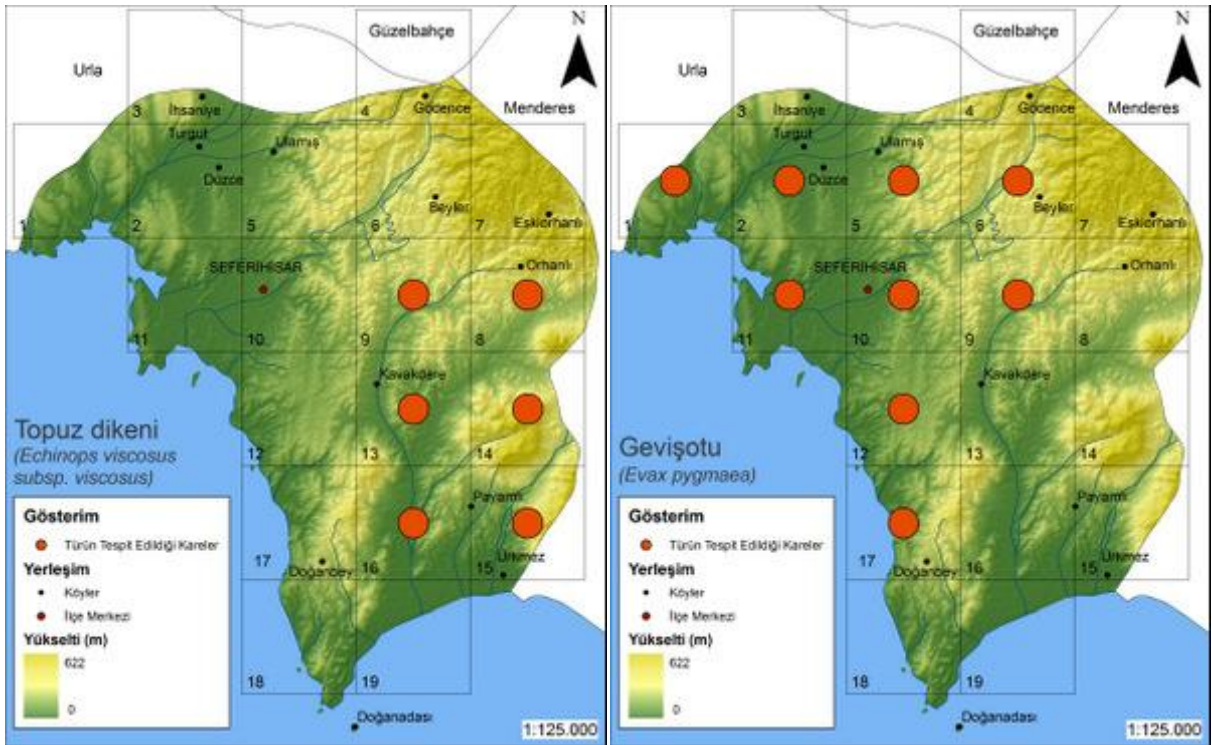 Güzelbahçe
N
Urla
3
4
Gödence
Menderes
İhsaniye
Turgut
Ulamış
Düzce
Beyler
Eskiorhanlı
1
2
5
6
7
SEFERİHİSAR
Orhanlı
11
10
9
8
Kavakdere
Topuz dikeni
(Echinops viscosus
subsp. viscosus)
12
13
14
Payamlı
Gösterim
Türün Tespit Edildiği Kareler
Yerleşim
Köyler
İlçe Merkezi
Yükselti (m)
622
0
17
Doğanbey
16
15
Ürkmez
18
19
Doğanadası
1:125.000
Güzelbahçe
N
Urla
3
4
Gödence
Menderes
İhsaniye
Turgut
Ulamış
Düzce
Beyler
Eskiorhanlı
1
2
5
6
7
SEFERİHİSAR
Orhanlı
11
10
9
8
Kavakdere
Gevişotu
(Evax pygmaea)
12
13
14
Payamlı
Gösterim
Türün Tespit Edildiği Kareler
Yerleşim
Köyler
İlçe Merkezi
Yükselti (m)
622
0
17
Doğanbey
16
15
Ürkmez
18
19
Doğanadası
1:125.000